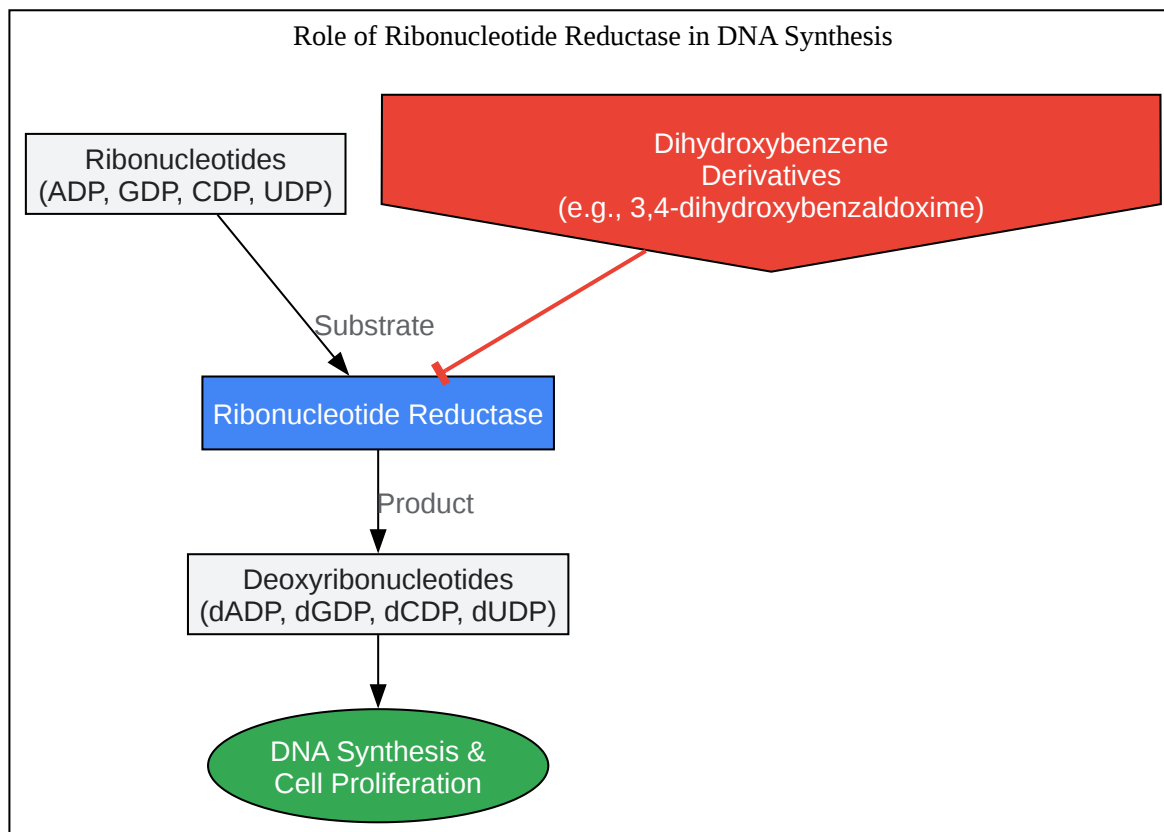 Role of Ribonucleotide Reductase in DNA Synthesis
Ribonucleotides
(ADP, GDP, CDP, UDP)
Dihydroxybenzene
Derivatives
(e.g., 3,4-dihydroxybenzaldoxime)
Substrate
Ribonucleotide Reductase
Product
Deoxyribonucleotides
(dADP, dGDP, dCDP, dUDP)
DNA Synthesis &
Cell Proliferation